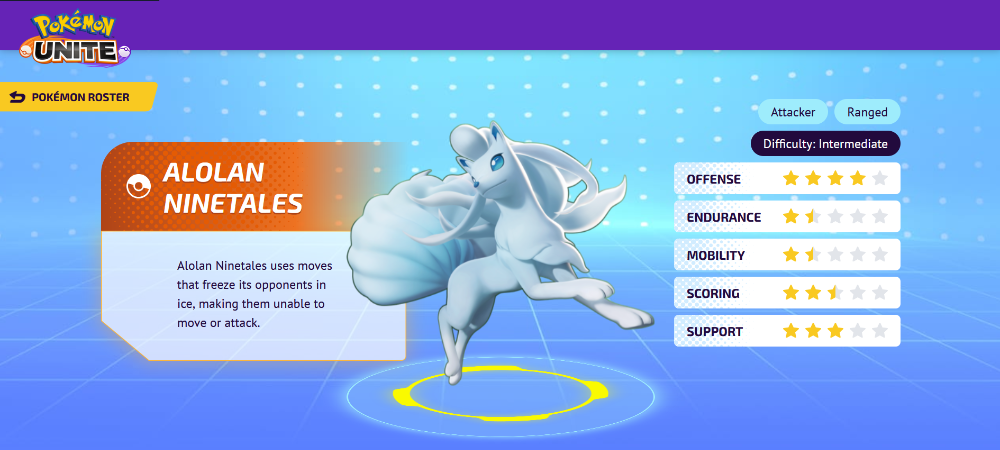 Pokémon
UNITE
POKÉMON ROSTER
ALOLAN
NINETALES
Alolan Ninetales uses moves
that freeze its opponents in
ice, making them unable to
move or attack.
Attacker Ranged
Difficulty: Intermediate
OFFENSE
ENDURANCE
MOBILITY
SCORING
SUPPORT